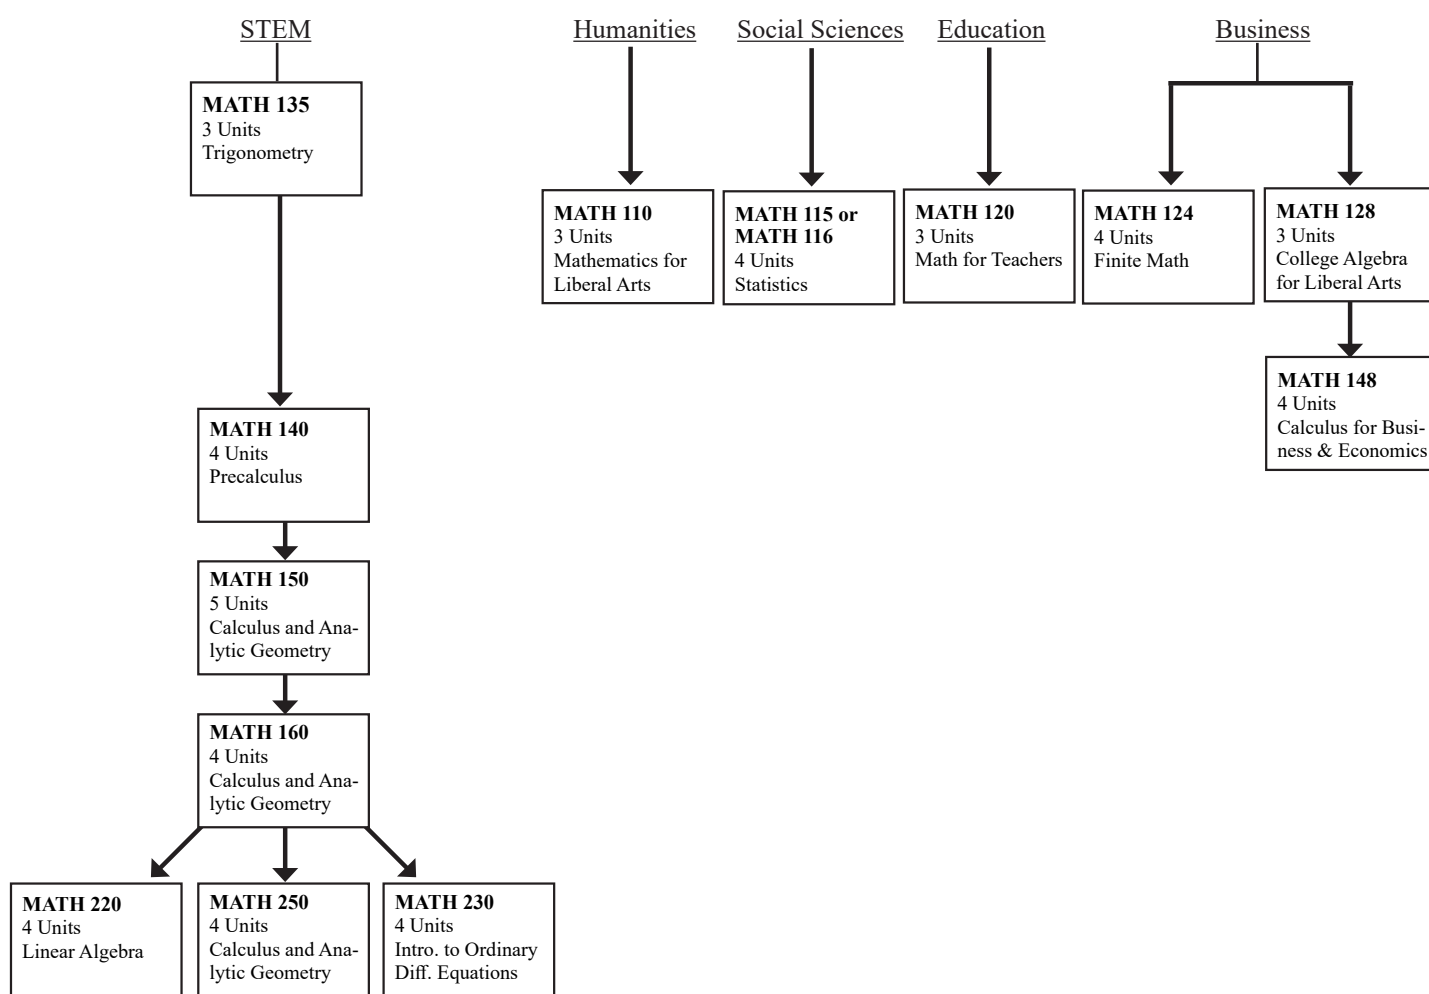 STEM
Humanities
Social Sciences
Education
Business
MATH 135
3 Units
Trigonometry
MATH 110
3 Units
Mathematics for
Liberal Arts
MATH 115 or
MATH 116
4 Units
Statistics
MATH 120
3 Units
Math for Teachers
MATH 124
4 Units
Finite Math
MATH 128
3 Units
College Algebra
for Liberal Arts
MATH 148
4 Units
Calculus for Busi-
ness & Economics
MATH 140
4 Units
Precalculus
MATH 150
5 Units
Calculus and Ana-
lytic Geometry
MATH 160
4 Units
Calculus and Ana-
lytic Geometry
MATH 220
4 Units
Linear Algebra
MATH 250
4 Units
Calculus and Ana-
lytic Geometry
MATH 230
4 Units
Intro. to Ordinary
Diff. Equations